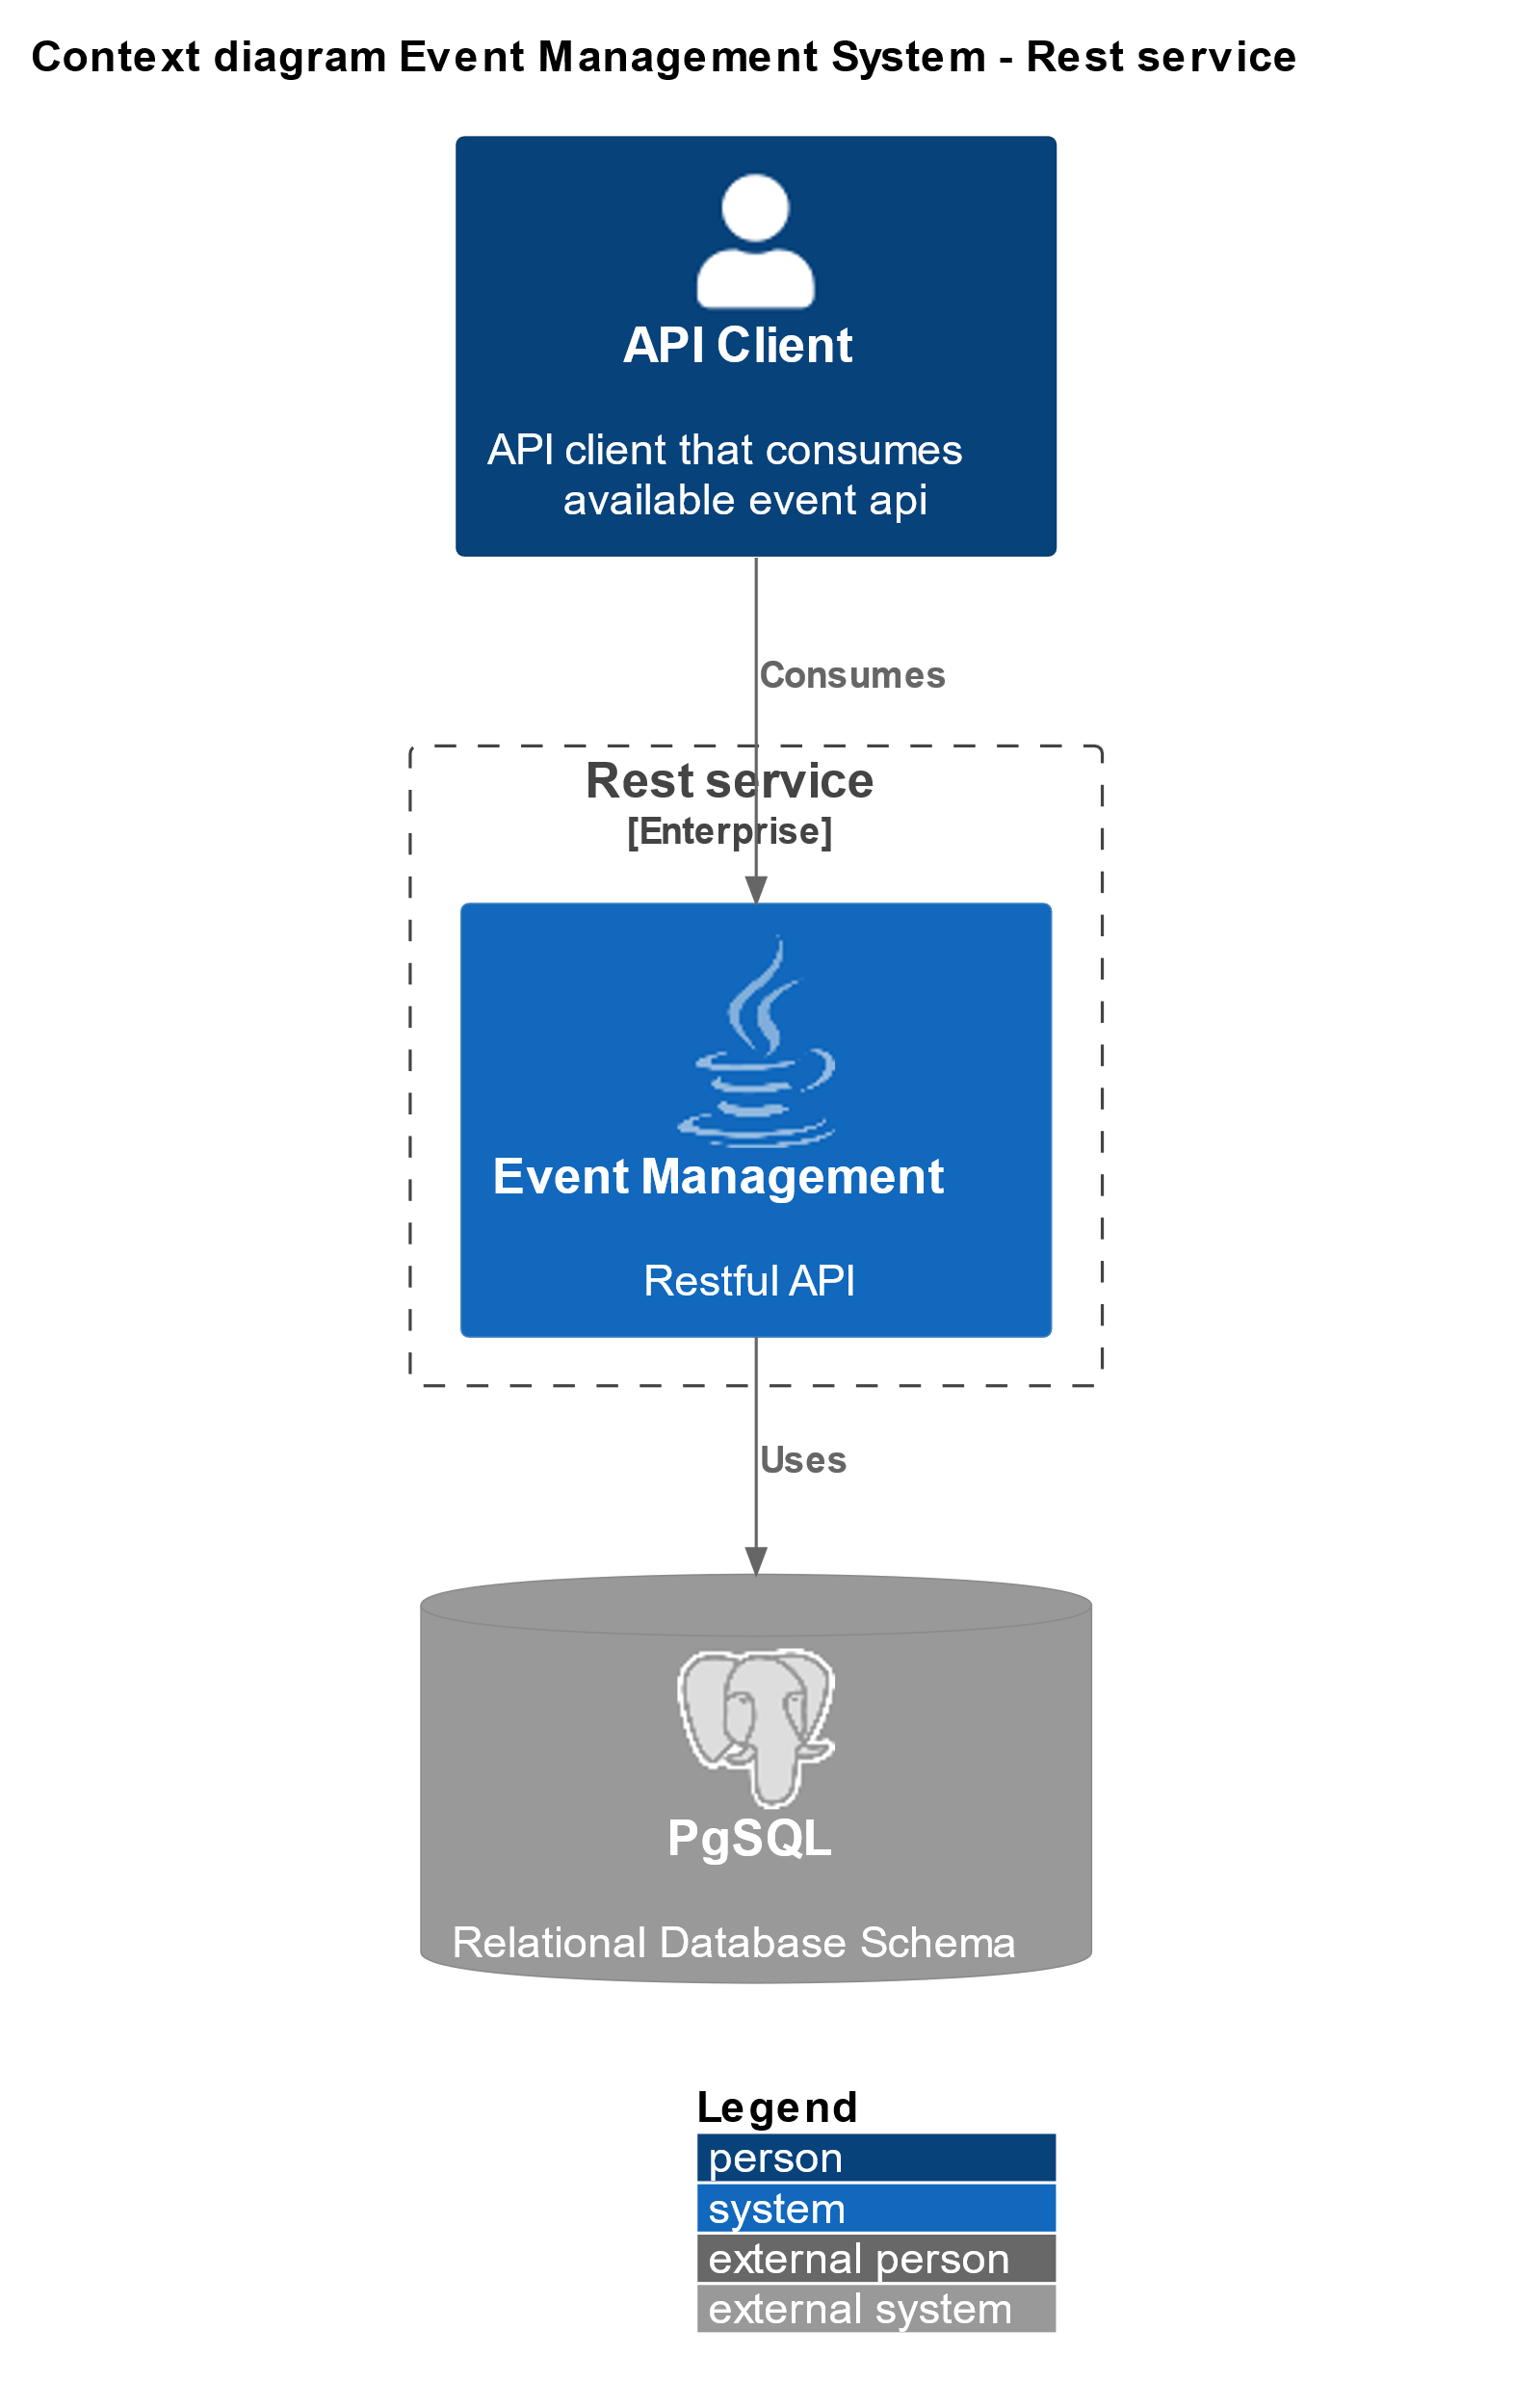 Context diagram Event Management System - Rest service
API Client
API client that consumes
available event api
Consumes
Rest service
[Enterprise]
Event Management
Restful API
Uses
PgSQL
Relational Database Schema
Legend
person
system
external person
external system